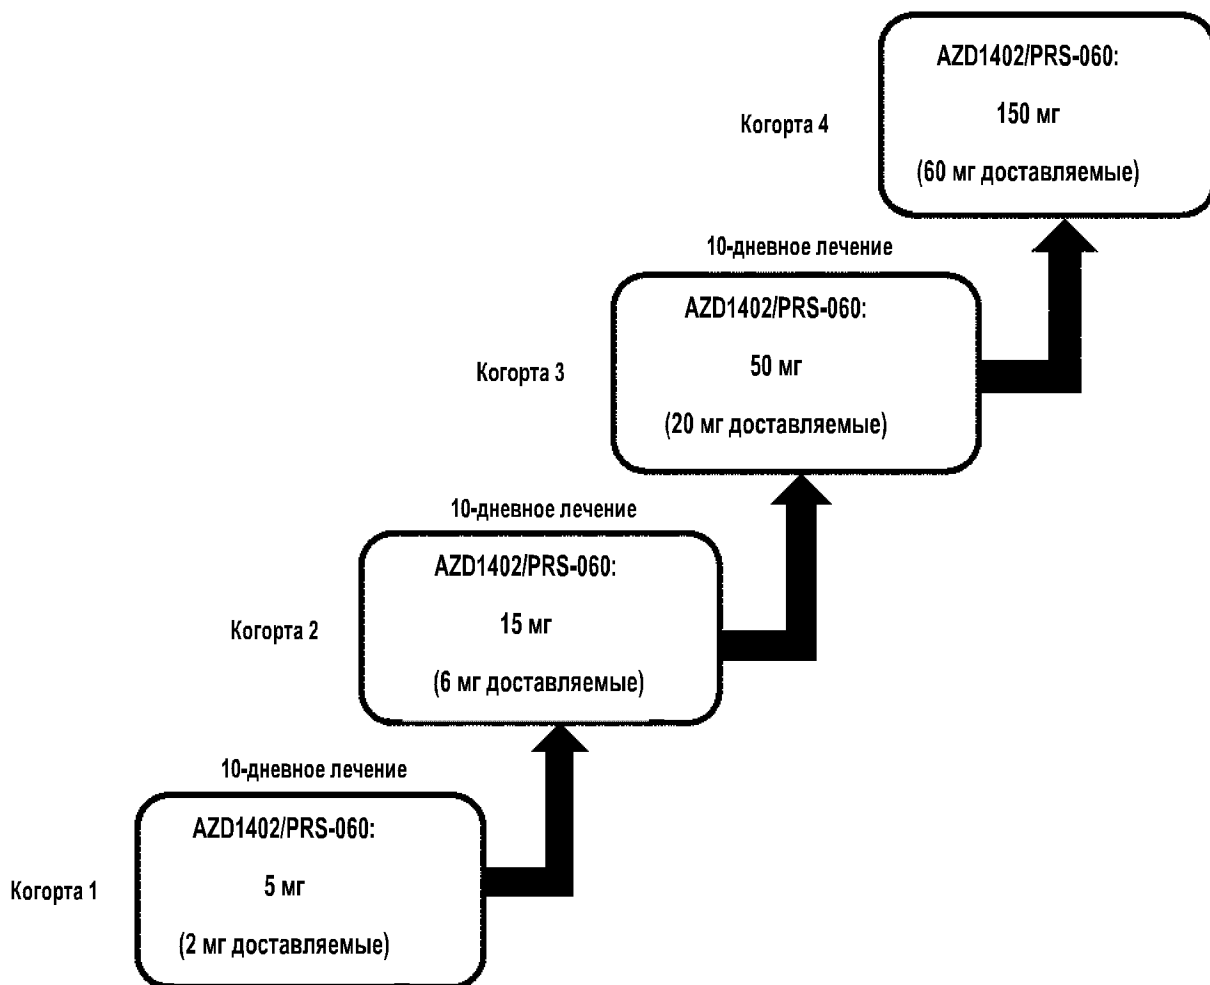 AZD1402/PRS-060:
150 мг
(60 мг доставляемые)
Когорта 4
10-дневное лечение
AZD1402/PRS-060:
50 мг
(20 мг доставляемые)
Когорта 3
10-дневное лечение
AZD1402/PRS-060:
15 мг
(6 мг доставляемые)
Когорта 2
10-дневное лечение
AZD1402/PRS-060:
5 мг
(2 мг доставляемые)
Когорта 1